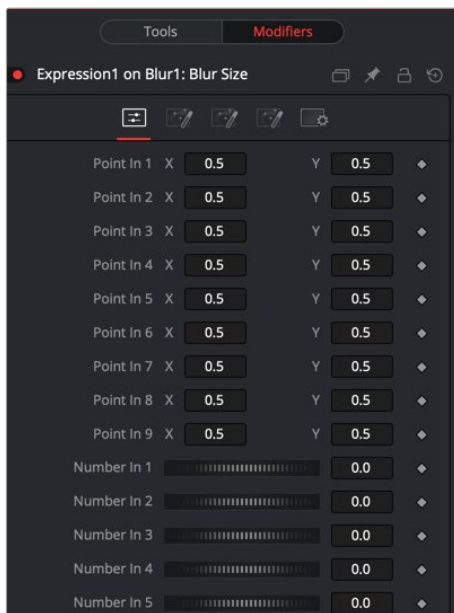 Tools Modifiers
Expression1 on Blur1: Blur Size
Point In 1 X 0.5 Y 0.5
Point In 2 X 0.5 Y 0.5
Point In 3 X 0.5 Y 0.5
Point In 4 X 0.5 Y 0.5
Point In 5 X 0.5 Y 0.5
Point In 6 X 0.5 Y 0.5
Point In 7 X 0.5 Y 0.5
Point In 8 X 0.5 Y 0.5
Point In 9 X 0.5 Y 0.5
Number In 1 0.0
Number In 2 0.0
Number In 3 0.0
Number In 4 0.0
Number In 5 0.0